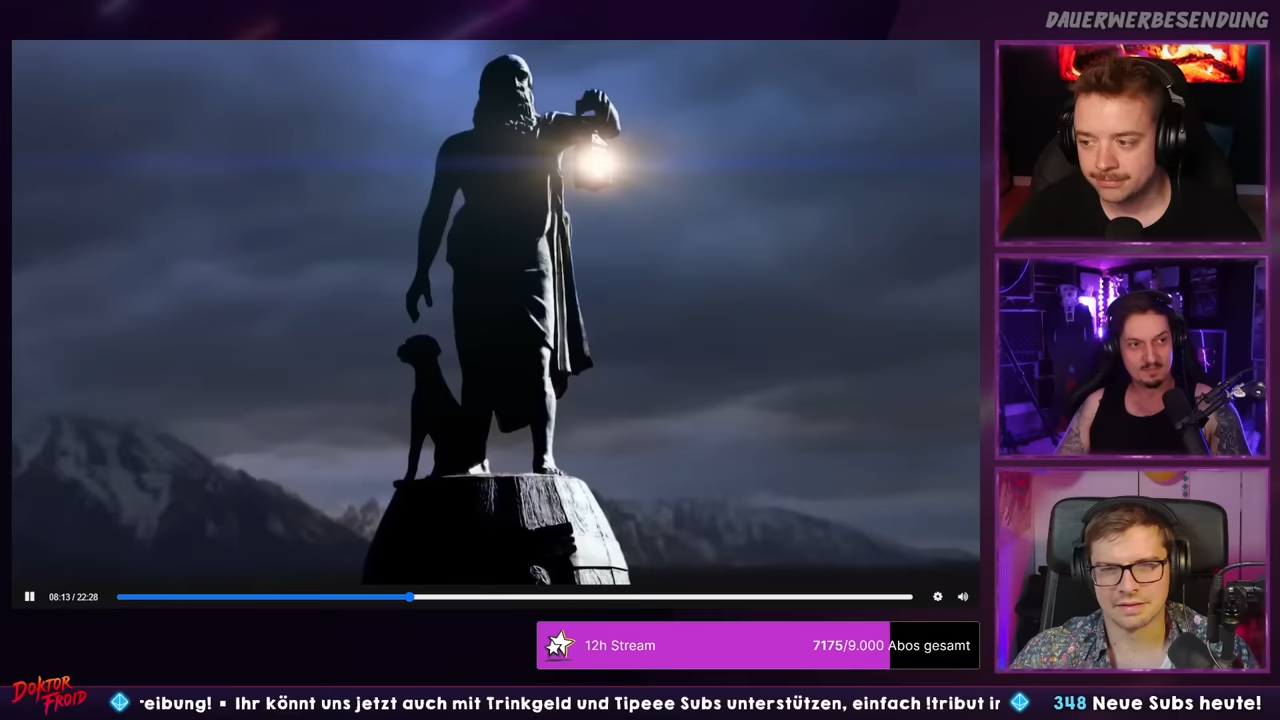 DAUERWERBESENDUNG
08:13 / 22:28
12h Stream
7175/9.000 Abos gesamt
DOKTOR
FROID
eibung! ▪ Ihr könnt uns jetzt auch mit Trinkgeld und Tipeee Subs unterstützen, einfach !tribut in
348 Neue Subs heute!